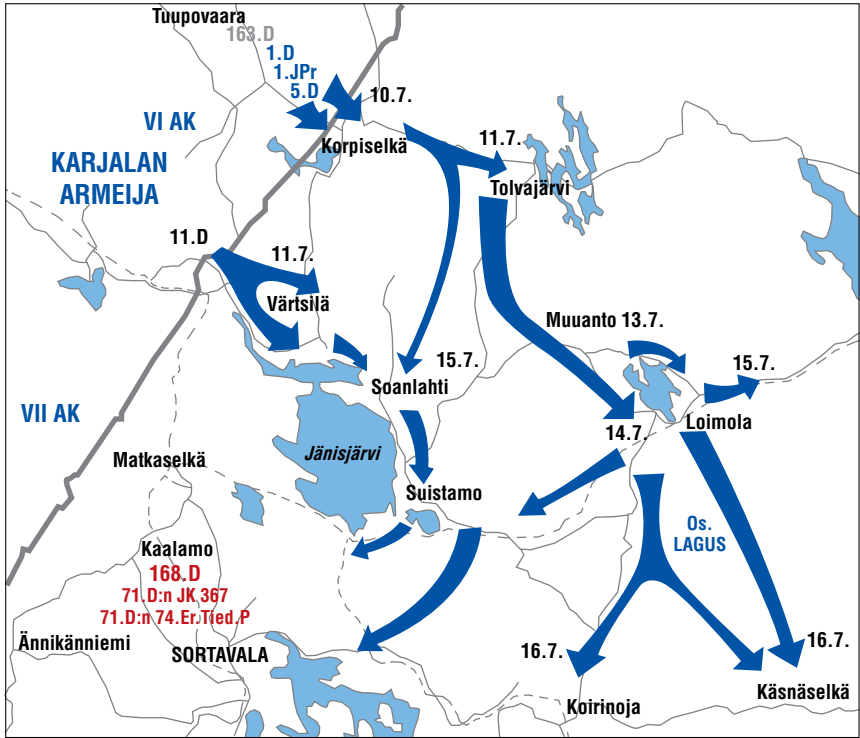 Tuupovaara
163.D
1.D
1.JPr
5.D
10.7.
VI AK
KARJALAN
ARMEIJA
Korpiselkä
11.7.
Tolvajärvi
11.D
11.7.
Värtsilä
Muuanto 13.7.
15.7.
Soanlahti
15.7.
VII AK
14.7.
Loimola
Jänisjärvi
Matkaselkä
Suistamo
Os.
LAGUS
Kaalamo
168.D
71.D:n JK 367
71.D:n 74.Er.Tied.P
Ännikänniemi
SORTAVALA
16.7.
16.7.
Koirinoja
Käsnäselkä